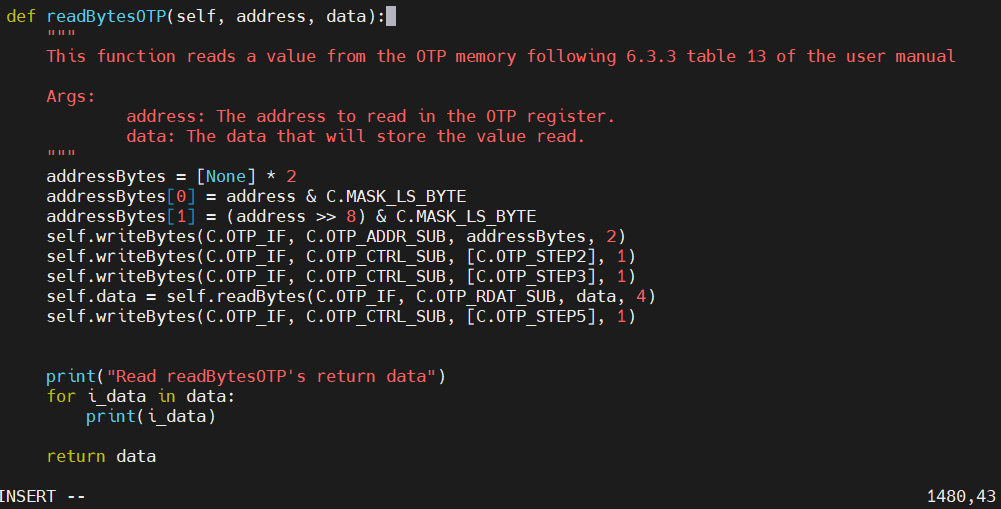 def readBytesOTP(self, address, data):
    """
    This function reads a value from the OTP memory following 6.3.3 table 13 of the user manual

    Args:
            address: The address to read in the OTP register.
            data: The data that will store the value read.
    """
    addressBytes = [None] * 2
    addressBytes[0] = address & C.MASK_LS_BYTE
    addressBytes[1] = (address >> 8) & C.MASK_LS_BYTE
    self.writeBytes(C.OTP_IF, C.OTP_ADDR_SUB, addressBytes, 2)
    self.writeBytes(C.OTP_IF, C.OTP_CTRL_SUB, [C.OTP_STEP2], 1)
    self.writeBytes(C.OTP_IF, C.OTP_CTRL_SUB, [C.OTP_STEP3], 1)
    self.data = self.readBytes(C.OTP_IF, C.OTP_RDAT_SUB, data, 4)
    self.writeBytes(C.OTP_IF, C.OTP_CTRL_SUB, [C.OTP_STEP5], 1)


    print("Read readBytesOTP's return data")
    for i_data in data:
        print(i_data)

    return data

INSERT -- 1480,43